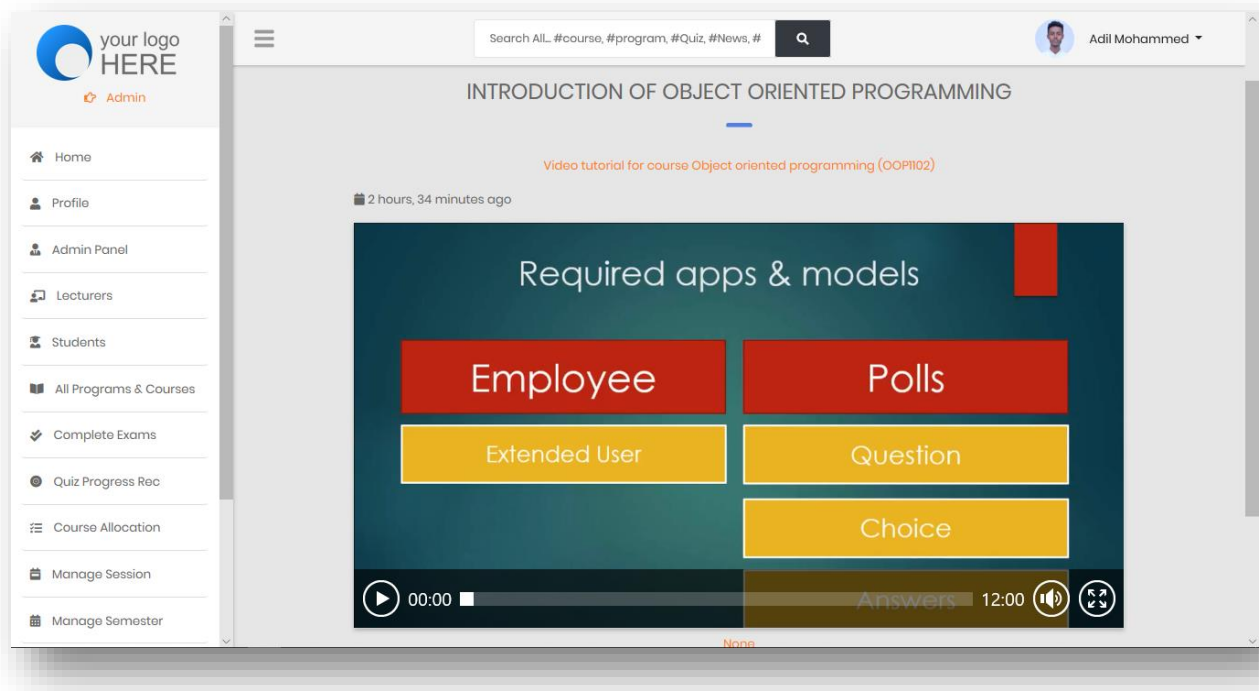 your logo
HERE
Admin
Home
Profile
Admin Panel
Lecturers
Students
All Programs & Courses
Complete Exams
Quiz Progress Rec
Course Allocation
Manage Session
Manage Semester
Search All... #course, #program, #Quiz, #News, #
Adil Mohammed
INTRODUCTION OF OBJECT ORIENTED PROGRAMMING
Video tutorial for course Object oriented programming (OOP1102)
2 hours, 34 minutes ago
Required apps & models
Employee Polls
Extended User Question
Choice
Answers
00:00 12:00
None